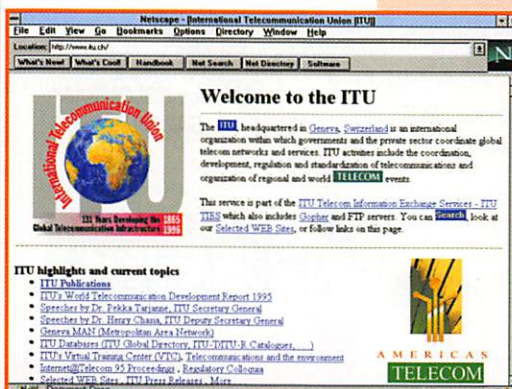 Netscape - [International Telecommunication Union [ITU]]
File Edit View Go Bookmarks Options Directory Window Help
Location: http://www.itu.ch/
What's New! What's Cool! Handbook Net Search Net Directory Software
N
International Telecommunication Union
ITU
131 Years Developing the
Global Telecommunication Infrastructure
1865
1996
Welcome to the ITU
The ITU, headquartered in Geneva, Switzerland is an international
organization within which governments and the private sector coordinate global
telecom networks and services. ITU activities include the coordination,
development, regulation and standardization of telecommunications and
organization of regional and world TELECOM events.
This service is part of the ITU Telecom Information Exchange Services - ITU
TIES which also includes Gopher and FTP servers. You can Search, look at
our Selected WEB Sites, or follow links on this page.
ITU highlights and current topics
ITU Publications
ITU's World Telecommunication Development Report 1995
Speeches by Dr. Pekka Tarjanne, ITU Secretary General
Speeches by Dr. Henry Chasia, ITU Deputy Secretary General
Geneva MAN (Metropolitan Area Network)
ITU Databases (ITU Global Directory, ITU-D/ITU-R Catalogues, )
ITU's Virtual Training Center (VTC), Telecommunications and the environment
Internet@Telecom 95 Proceedings, Regulatory Colloquia
Selected WEB Sites, ITU Press Releases, More
AMERICAS
TELECOM